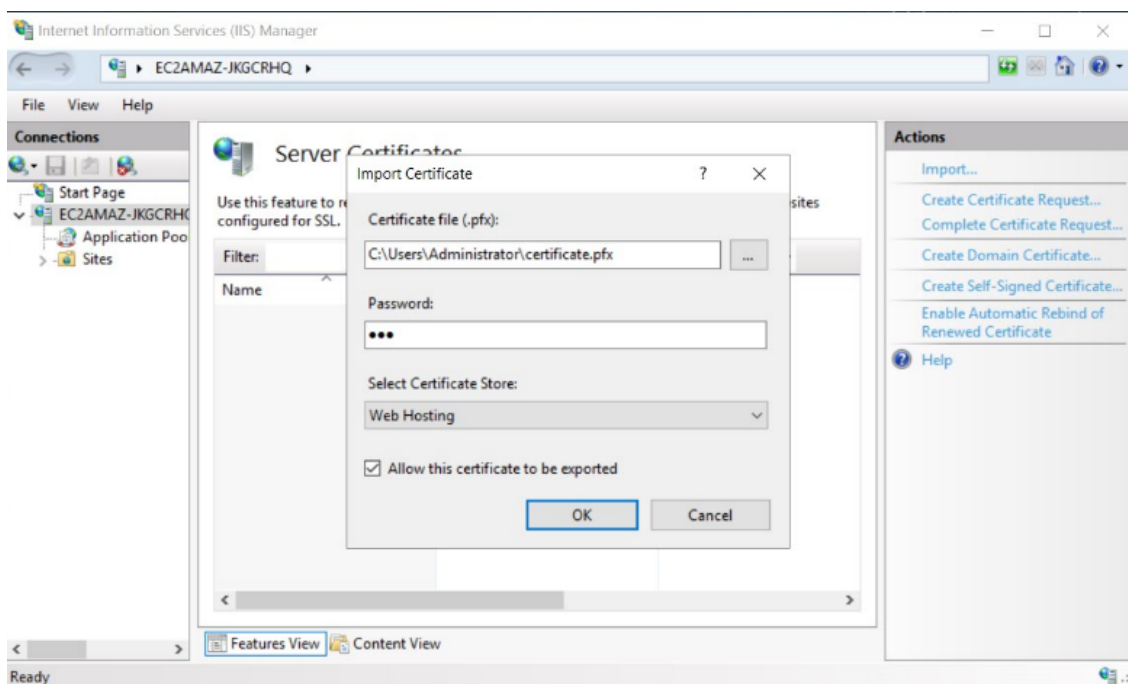 Internet Information Services (IIS) Manager
EC2AMAZ-JKGCRHQ
File View Help
Connections
Start Page
EC2AMAZ-JKGCRHQ
Application Poo
Sites
Server Certificates
Use this feature to re
sites
configured for SSL.
Filter:
Name
Import Certificate
? 
Certificate file (.pfx):
C:\Users\Administrator\certificate.pfx
...
Password:
•••
Select Certificate Store:
Web Hosting
Allow this certificate to be exported
OK Cancel
Features View Content View
Actions
Import...
Create Certificate Request...
Complete Certificate Request...
Create Domain Certificate...
Create Self-Signed Certificate...
Enable Automatic Rebind of
Renewed Certificate
Help
Ready